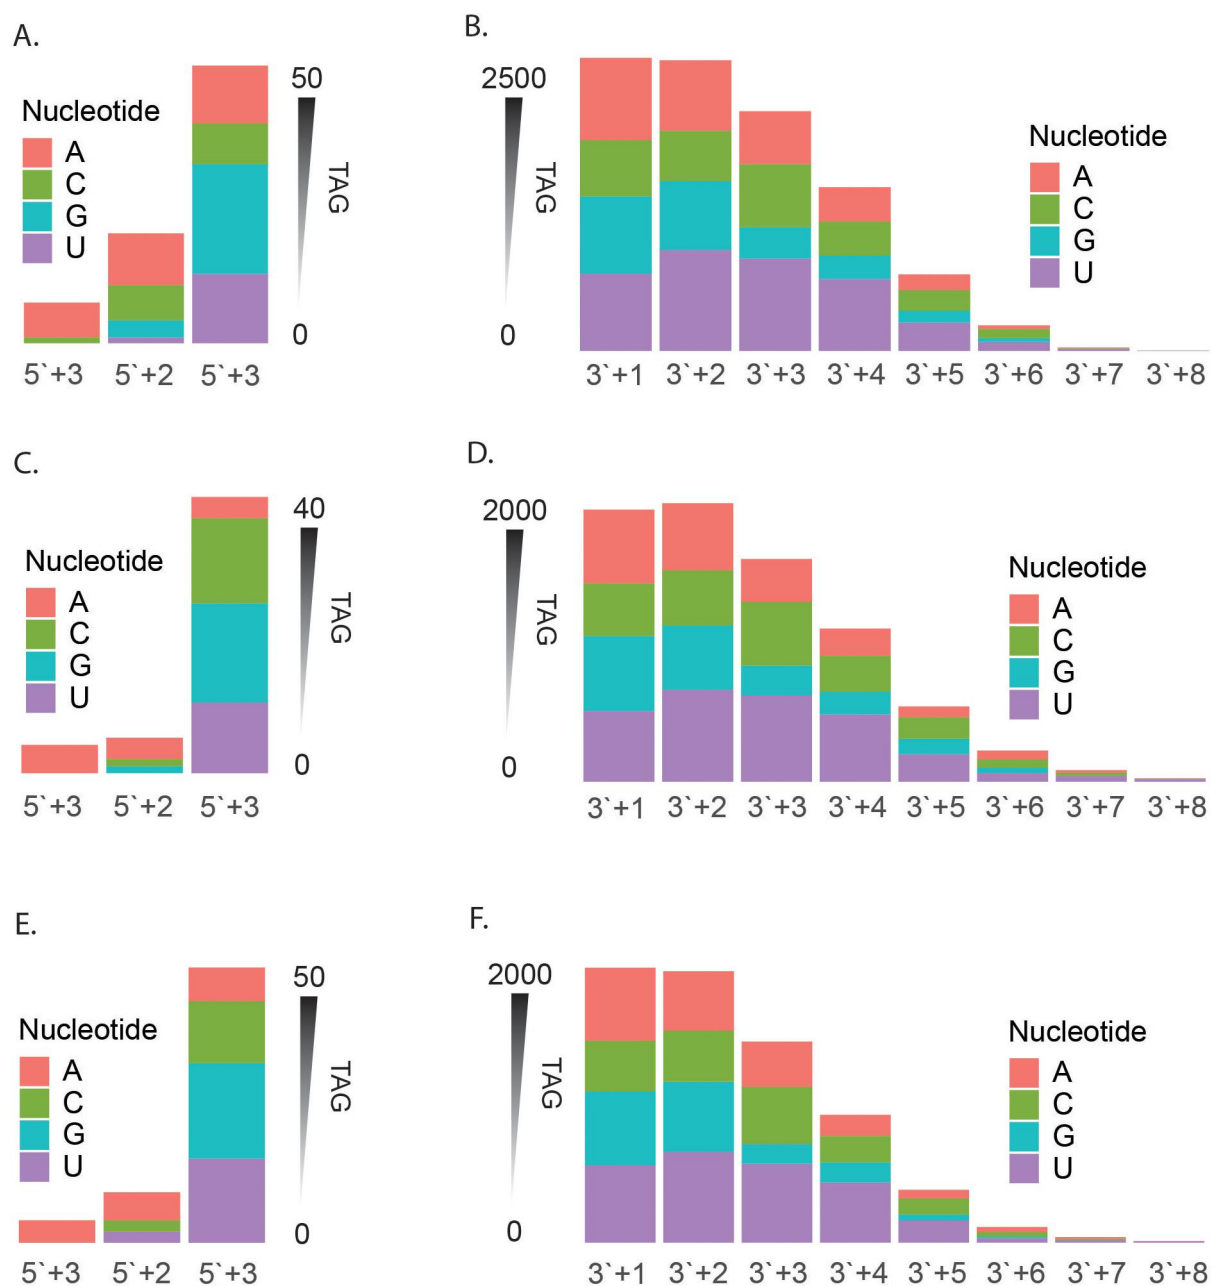 A.
Nucleotide
A
C
G
U
50
TAG
0
5`+3 5`+2 5`+3
B.
2500
TAG
0
Nucleotide
A
C
G
U
3`+1 3`+2 3`+3 3`+4 3`+5 3`+6 3`+7 3`+8
C.
Nucleotide
A
C
G
U
40
TAG
0
5`+3 5`+2 5`+3
D.
2000
TAG
0
Nucleotide
A
C
G
U
3`+1 3`+2 3`+3 3`+4 3`+5 3`+6 3`+7 3`+8
E.
Nucleotide
A
C
G
U
50
TAG
0
5`+3 5`+2 5`+3
F.
2000
TAG
0
Nucleotide
A
C
G
U
3`+1 3`+2 3`+3 3`+4 3`+5 3`+6 3`+7 3`+8